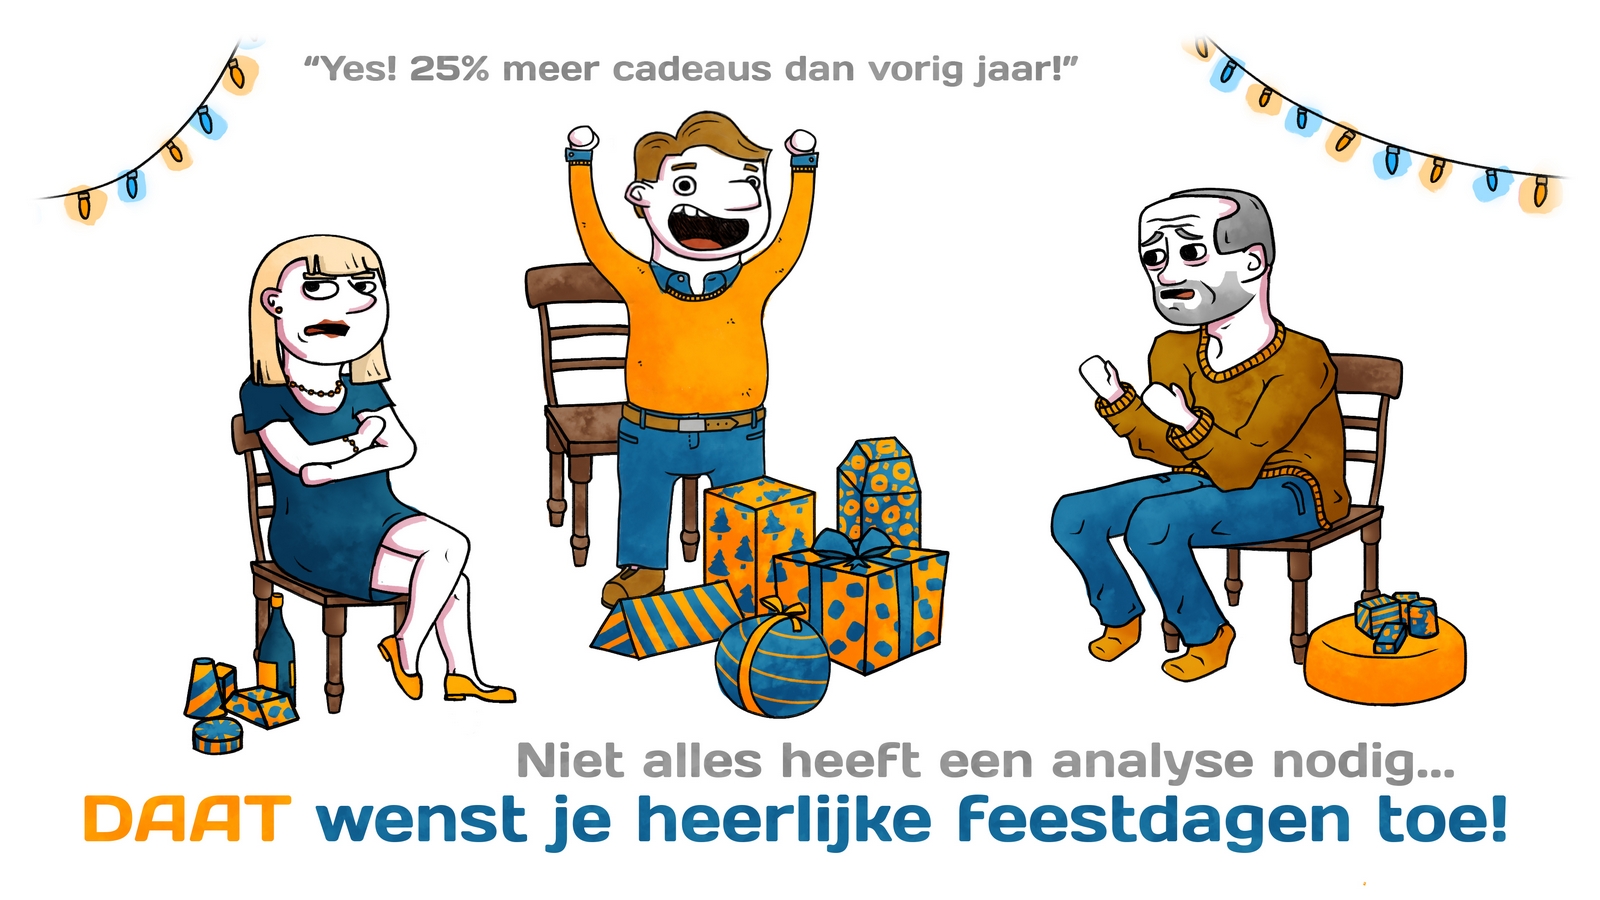 “Yes! 25% meer cadeaus dan vorig jaar!”
Niet alles heeft een analyse nodig...
DAAT wenst je heerlijke feestdagen toe!